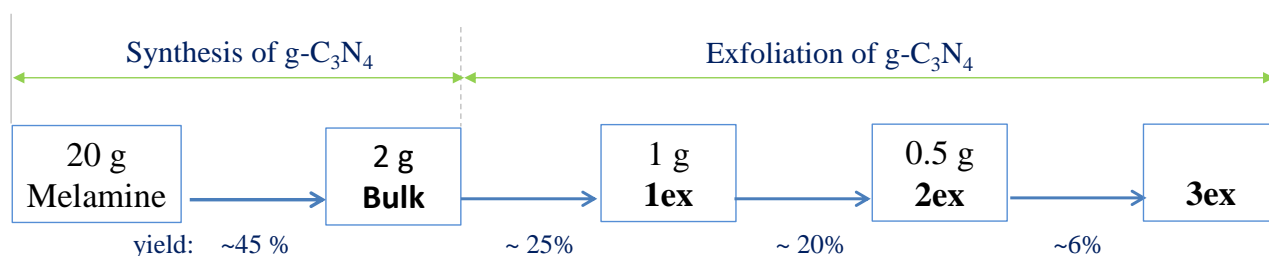 Synthesis of g-C₃N₄
Exfoliation of g-C₃N₄
20 g
Melamine
2 g
Bulk
1 g
1ex
0.5 g
2ex
3ex
yield: ~45 %
~ 25%
~ 20%
~6%